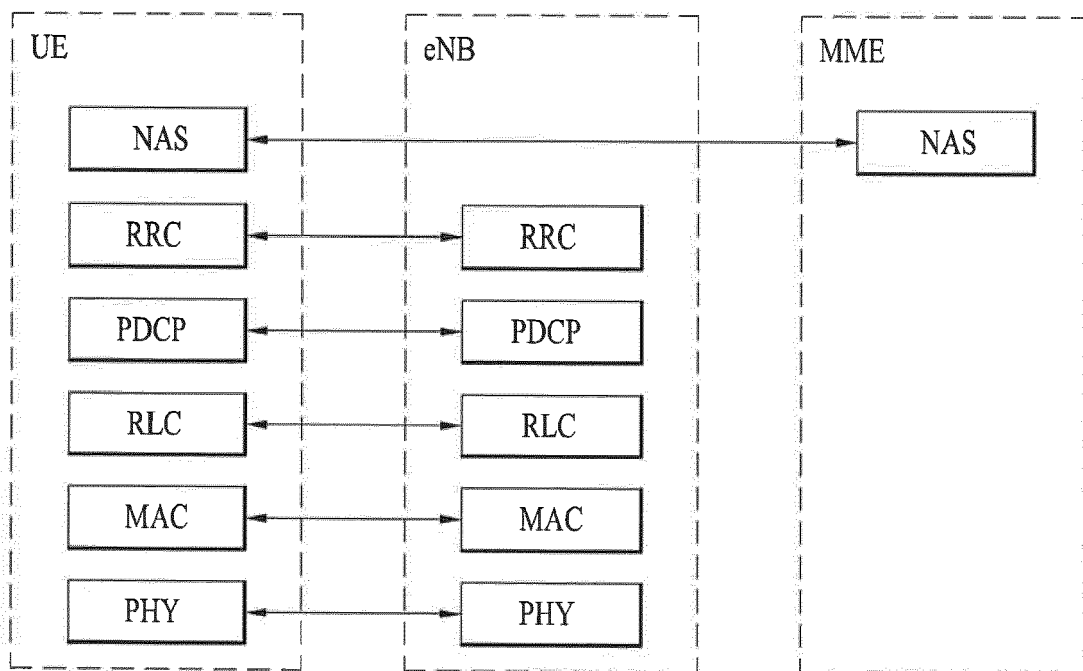 UE
eNB
MME
NAS
NAS
RRC
RRC
PDCP
PDCP
RLC
RLC
MAC
MAC
PHY
PHY